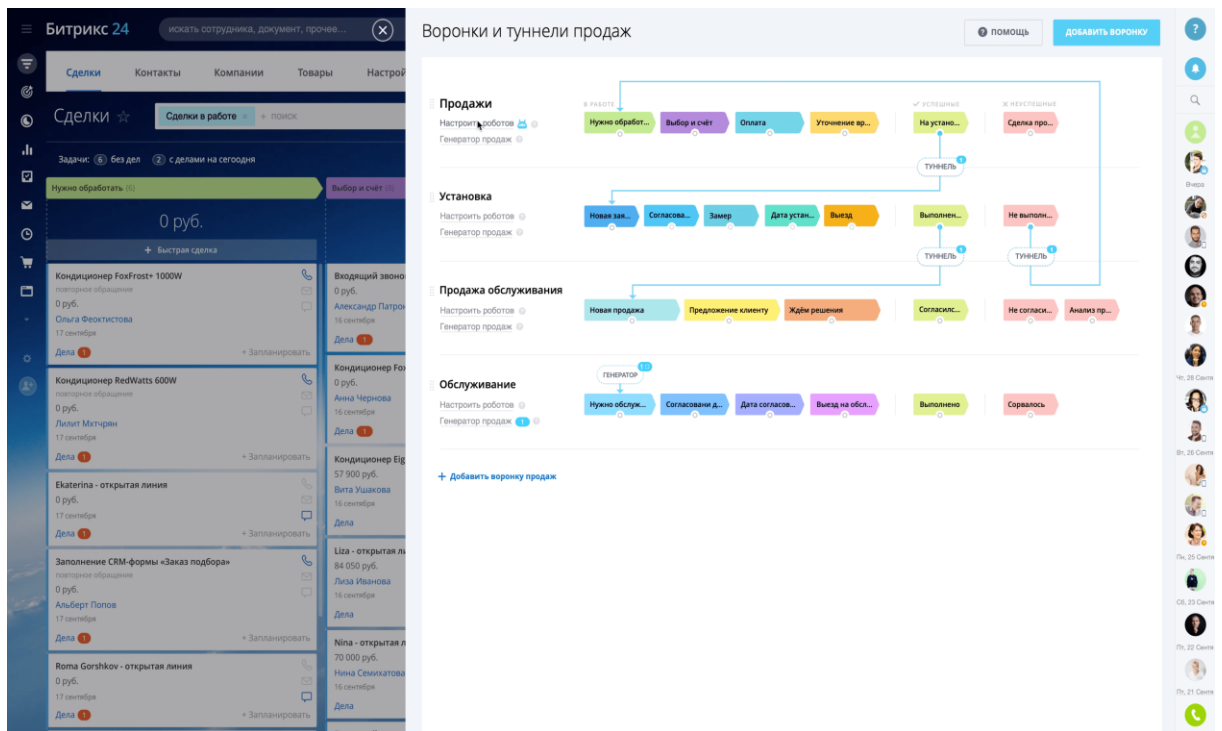 Битрикс 24
искать сотрудника, документ, прочее...
Сделки
Контакты
Компании
Товары
Настрой
Сделки
Сделки в работе ×
+ поиск
Задачи: 6 без дел 2 с делами на сегодня
Нужно обработать (6)
0 руб.
+ Быстрая сделка
Кондиционер FoxFrost+ 1000W
повторное обращение
0 руб.
Ольга Феоктистова
17 сентября
Дела 1
+ Запланировать
Кондиционер RedWatts 600W
повторное обращение
0 руб.
Лилит Мхтчрян
17 сентября
Дела 1
+ Запланировать
Ekaterina - открытая линия
0 руб.
17 сентября
Дела 1
+ Запланировать
Заполнение CRM-формы «Заказ подбора»
повторное обращение
0 руб.
Альберт Попов
17 сентября
Дела 1
+ Запланировать
Roma Gorshkov - открытая линия
0 руб.
17 сентября
Дела 1
+ Запланировать
Выбор и счёт
Входящий звоно
0 руб.
Александр Патрон
16 сентября
Дела 1
Кондиционер Fox
0 руб.
Анна Чернова
16 сентября
Дела 1
Кондиционер Eig
57 900 руб.
Вита Ушакова
16 сентября
Дела
Liza - открытая ли
84 050 руб.
Лиза Иванова
16 сентября
Дела
Nina - открытая л
70 000 руб.
Нина Семихатова
16 сентября
Дела
Воронки и туннели продаж
? ПОМОЩЬ
ДОБАВИТЬ ВОРОНКУ
Продажи
Настроить роботов
Генератор продаж
В РАБОТЕ
УСПЕШНЫЕ
НЕУСПЕШНЫЕ
Нужно обработ...
Выбор и счёт
Оплата
Уточнение вр...
На устано...
Сделка про...
ТУННЕЛЬ 1
Установка
Настроить роботов
Генератор продаж
Новая зая...
Согласова...
Замер
Дата устан...
Выезд
Выполнен...
Не выполн...
ТУННЕЛЬ 1
ТУННЕЛЬ 1
Продажа обслуживания
Настроить роботов
Генератор продаж
Новая продажа
Предложение клиенту
Ждём решения
Согласилс...
Не согласи...
Анализ пр...
ГЕНЕРАТОР
Обслуживание
Настроить роботов
Генератор продаж 1
Нужно обслуж...
Согласовани д...
Дата согласов...
Выезд на обсл...
Выполнено
Сорвалось
+ Добавить воронку продаж
?
Вчера
Чт, 28 Сентя
Вт, 26 Сентя
Пн, 25 Сентя
Сб, 23 Сентя
Пт, 22 Сентя
Пт, 21 Сентя